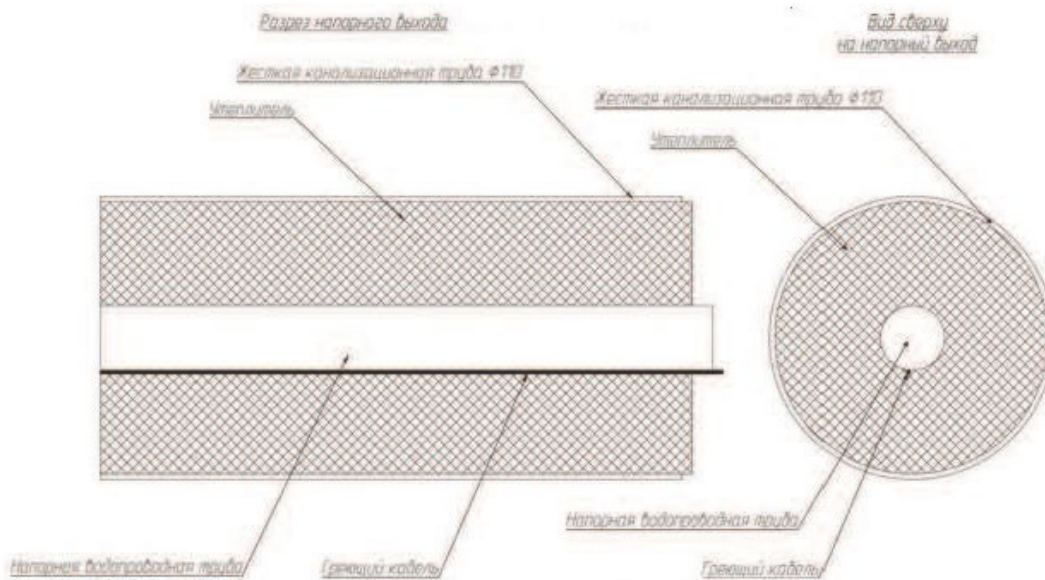 Разрез напорного выхода
Вид сверху
на напорный выход
Жесткая канализационная труба Ф110
Утеплитель
Жесткая канализационная труба Ф110
Утеплитель
Напорная водопроводная труба
Греющий кабель
Напорная водопроводная труба
Греющий кабель